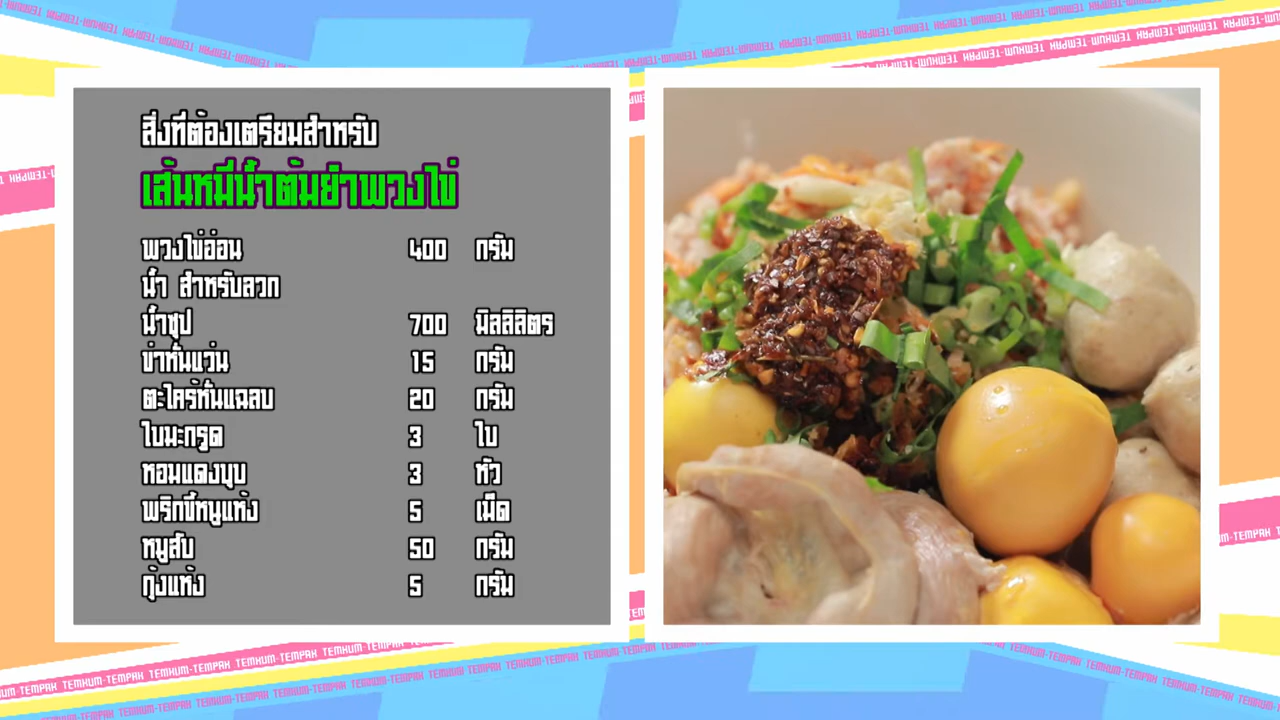 สิ่งที่ต้องเตรียมสำหรับ
เส้นหมี่น้ำต้มยำพวงไข่
พวงไข่อ่อน 400 กรัม
น้ำ สำหรับลวก
น้ำซุป 700 มิลลิลิตร
ข่าหั่นแว่น 15 กรัม
ตะไคร้หั่นแฉลบ 20 กรัม
ใบมะกรูด 3 ใบ
หอมแดงบุบ 3 หัว
พริกขี้หนูแห้ง 5 เม็ด
หมูสับ 50 กรัม
กุ้งแห้ง 5 กรัม
TEMXUM-TEMPAX TEMXUM-TEMPAX TEMXUM-TEMPAX